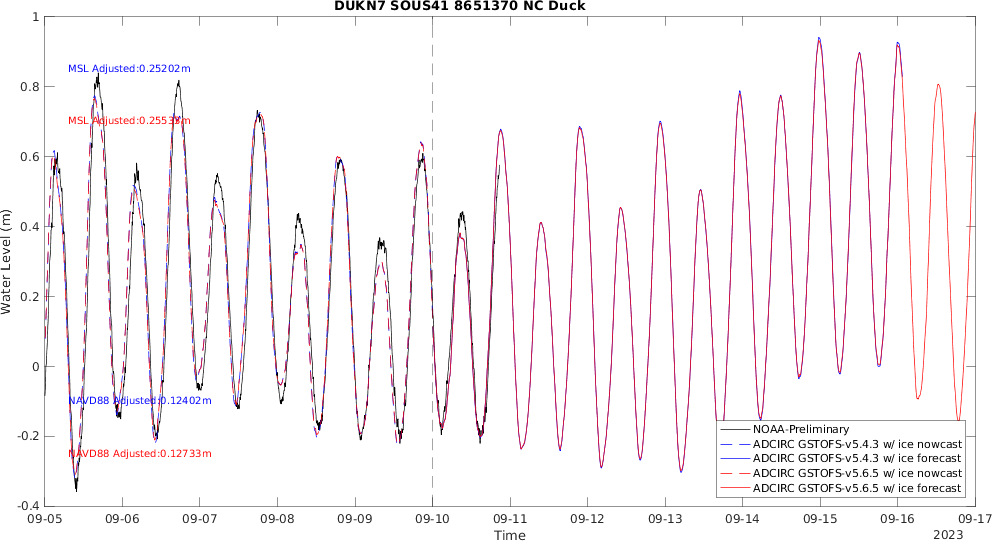 DUKN7 SOUS41 8651370 NC Duck
1
0.8
0.6
0.4
0.2
0
-0.2
-0.4
Water Level (m)
MSL Adjusted:0.25202m
MSL Adjusted:0.25533m
NAVD88 Adjusted:0.12402m
NAVD88 Adjusted:0.12733m
NOAA-Preliminary
ADCIRC GSTOFS-v5.4.3 w/ ice nowcast
ADCIRC GSTOFS-v5.4.3 w/ ice forecast
ADCIRC GSTOFS-v5.6.5 w/ ice nowcast
ADCIRC GSTOFS-v5.6.5 w/ ice forecast
09-05 09-06 09-07 09-08 09-09 09-10 09-11 09-12 09-13 09-14 09-15 09-16 09-17
Time
2023